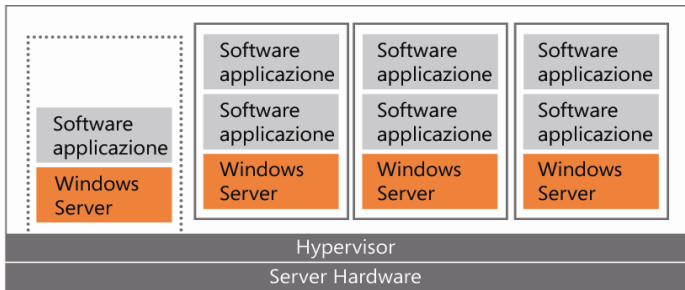 Software
applicazione
Windows
Server
Software
applicazione
Software
applicazione
Windows
Server
Software
applicazione
Software
applicazione
Windows
Server
Software
applicazione
Software
applicazione
Windows
Server
Hypervisor
Server Hardware